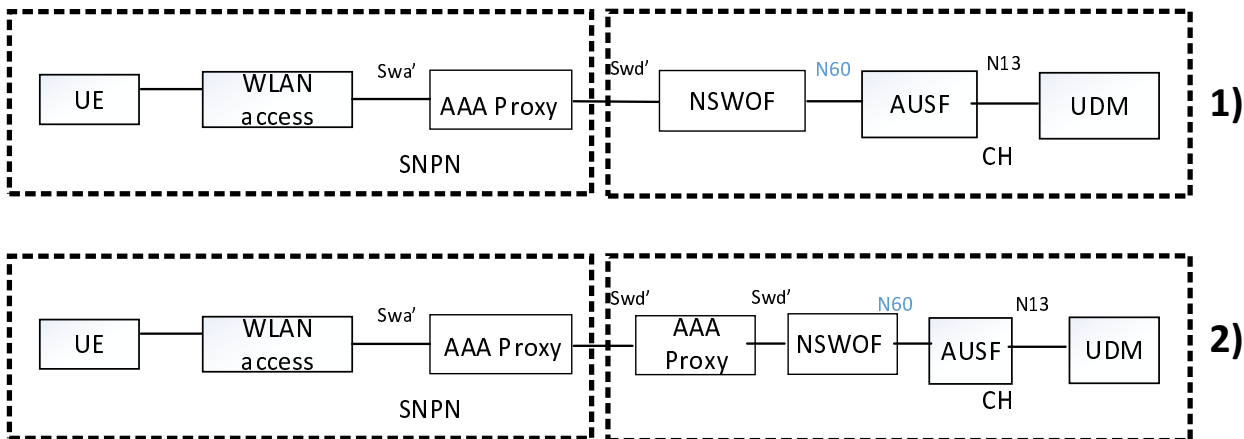 Swa’
Swd’
N60
N13
UE
WLAN
access
AAA Proxy
NSWOF
AUSF
UDM
1)
SNPN
CH
Swd’
Swd’
N60
N13
Swa’
UE
WLAN
access
AAA Proxy
AAA
Proxy
NSWOF
AUSF
UDM
2)
SNPN
CH